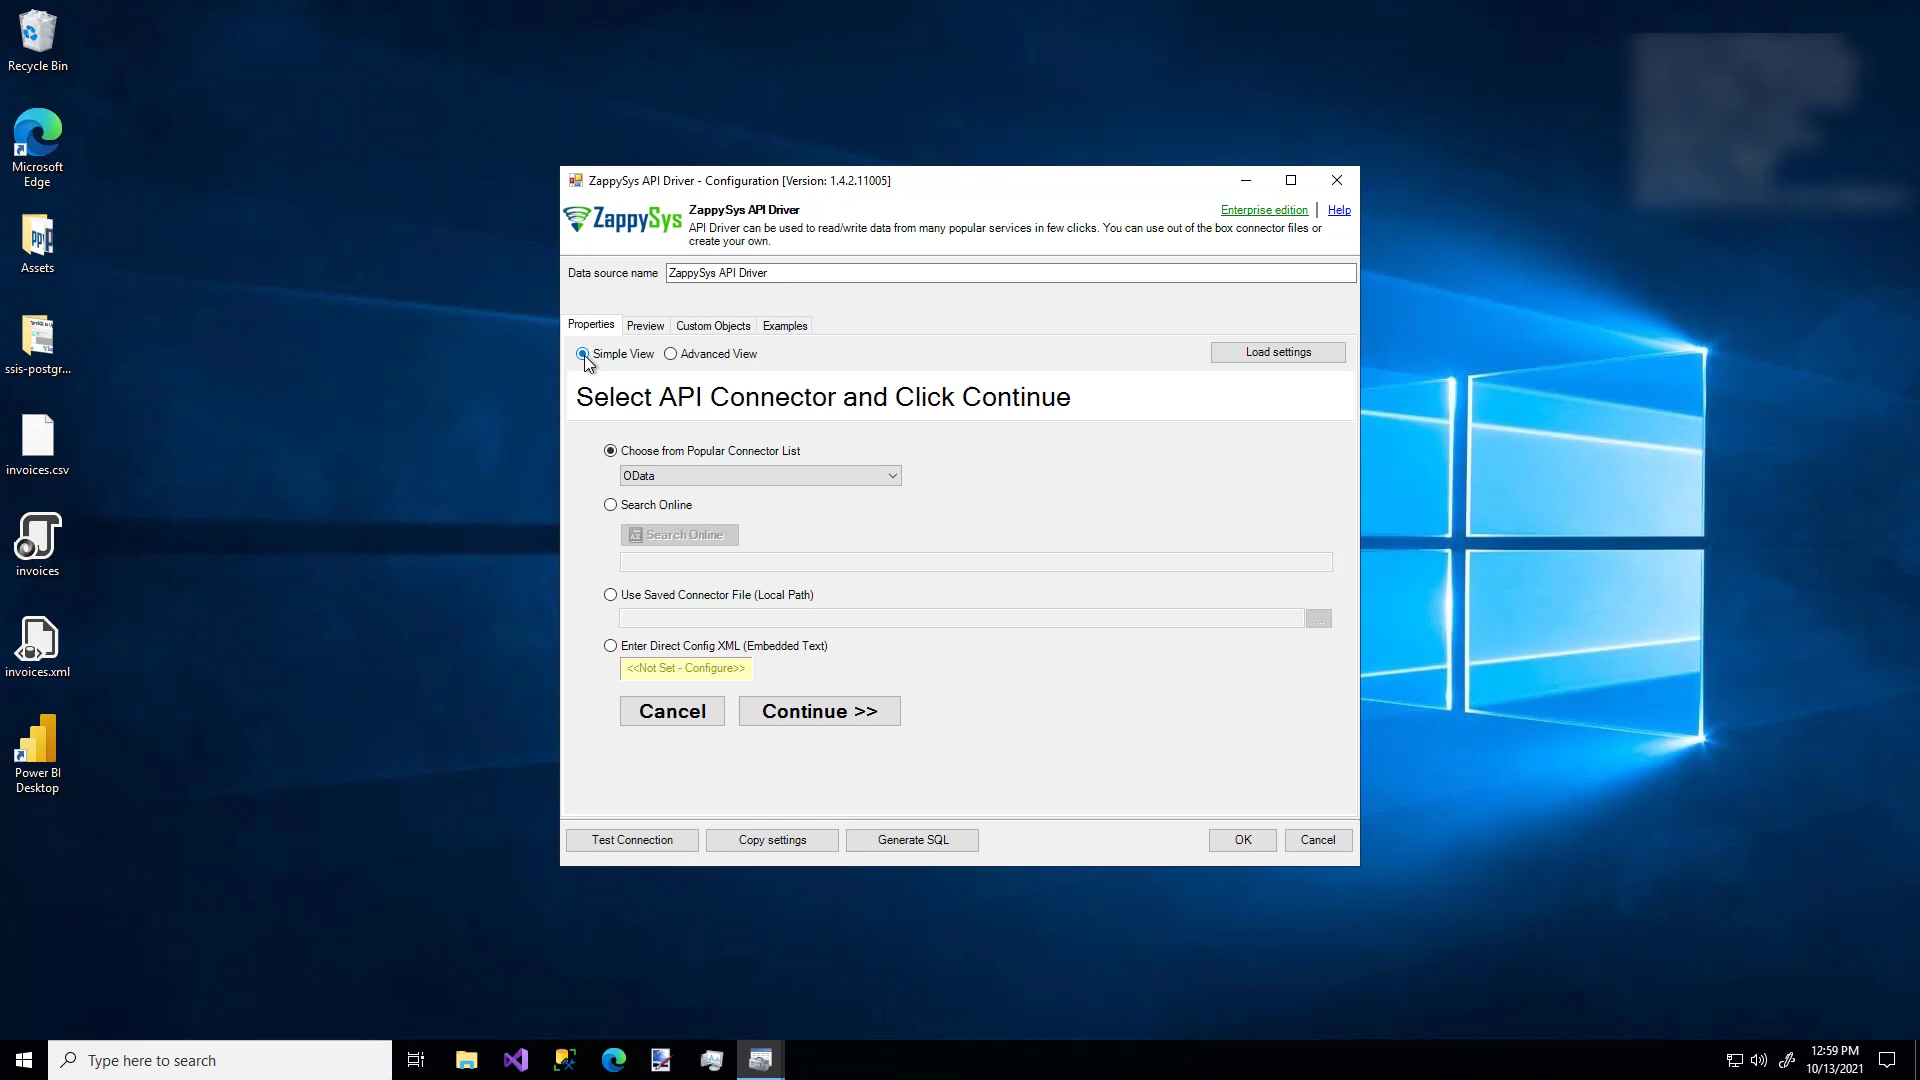 Recycle Bin
Microsoft
Edge
Assets
ssis-postgr...
invoices.csv
invoices
invoices.xml
Power BI
Desktop
ZappySys API Driver - Configuration [Version: 1.4.2.11005]
ZappySys
ZappySys API Driver
Enterprise edition | Help
API Driver can be used to read/write data from many popular services in few clicks. You can use out of the box connector files or
create your own.
Data source name ZappySys API Driver
Properties Preview Custom Objects Examples
Simple View Advanced View Load settings
Select API Connector and Click Continue
Choose from Popular Connector List
OData
Search Online
Search Online
Use Saved Connector File (Local Path)
...
Enter Direct Config XML (Embedded Text)
<<Not Set - Configure>>
Cancel Continue >>
Test Connection Copy settings Generate SQL OK Cancel
Type here to search
12:59 PM
10/13/2021